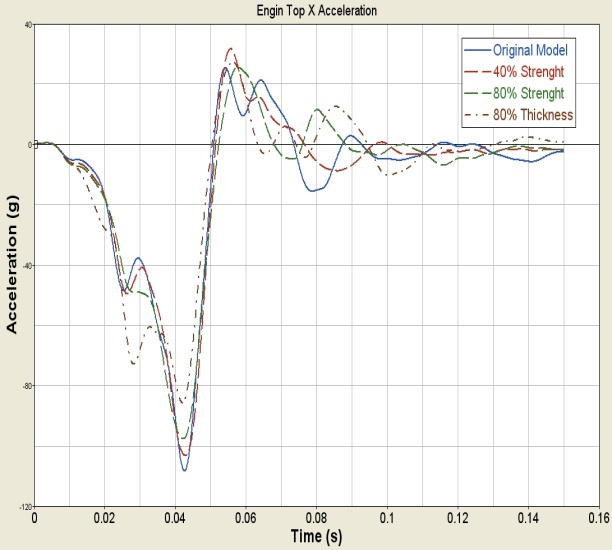 Engin Top X Acceleration
40
Original Model
40% Strenght
80% Strenght
80% Thickness
0
-40
-80
-120
Acceleration (g)
0 0.02 0.04 0.06 0.08 0.1 0.12 0.14 0.16
Time (s)